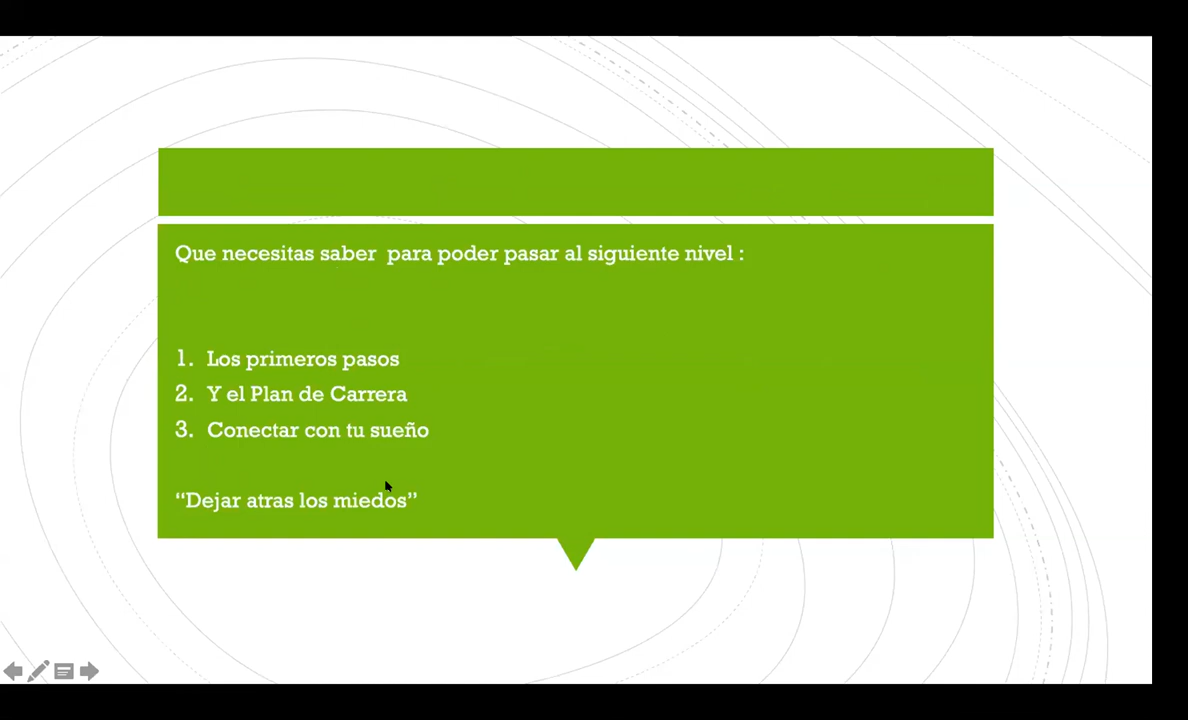 Que necesitas saber para poder pasar al siguiente nivel :
1. Los primeros pasos
2. Y el Plan de Carrera
3. Conectar con tu sueño
“Dejar atras los miedos”